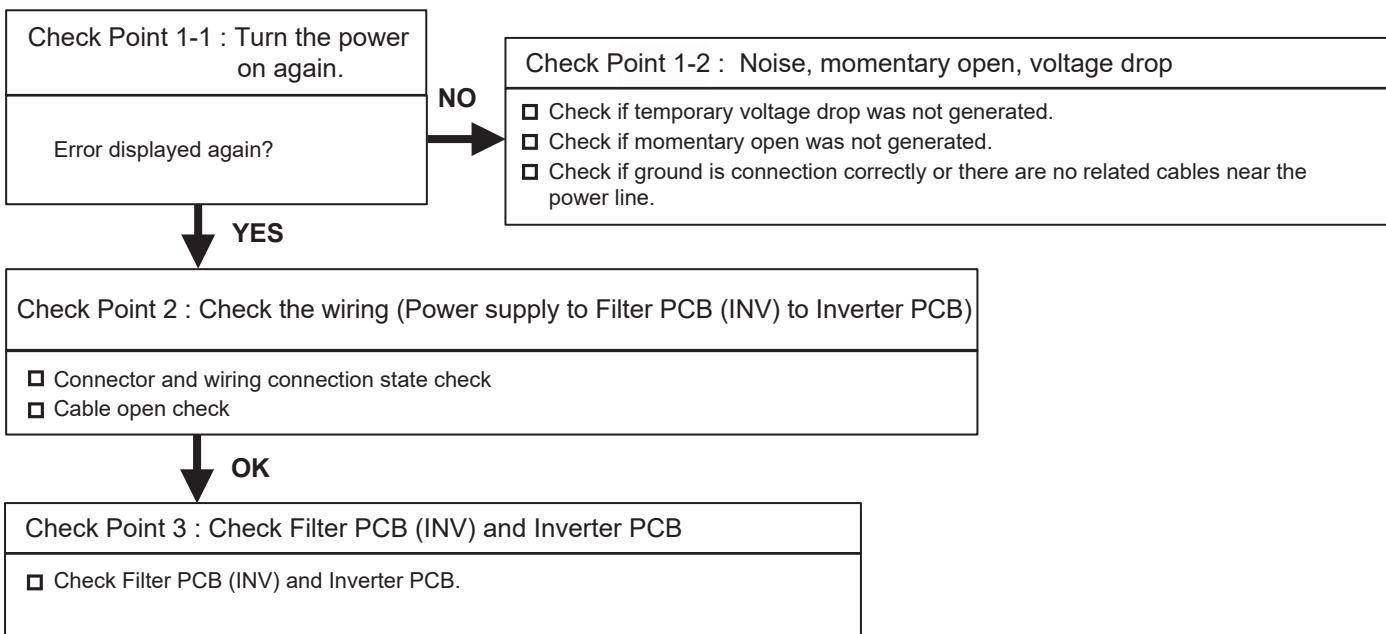 Check Point 1-1 : Turn the power
on again.
Error displayed again?
NO
Check Point 1-2 : Noise, momentary open, voltage drop
Check if temporary voltage drop was not generated.
Check if momentary open was not generated.
Check if ground is connection correctly or there are no related cables near the
power line.
YES
Check Point 2 : Check the wiring (Power supply to Filter PCB (INV) to Inverter PCB)
Connector and wiring connection state check
Cable open check
OK
Check Point 3 : Check Filter PCB (INV) and Inverter PCB
Check Filter PCB (INV) and Inverter PCB.